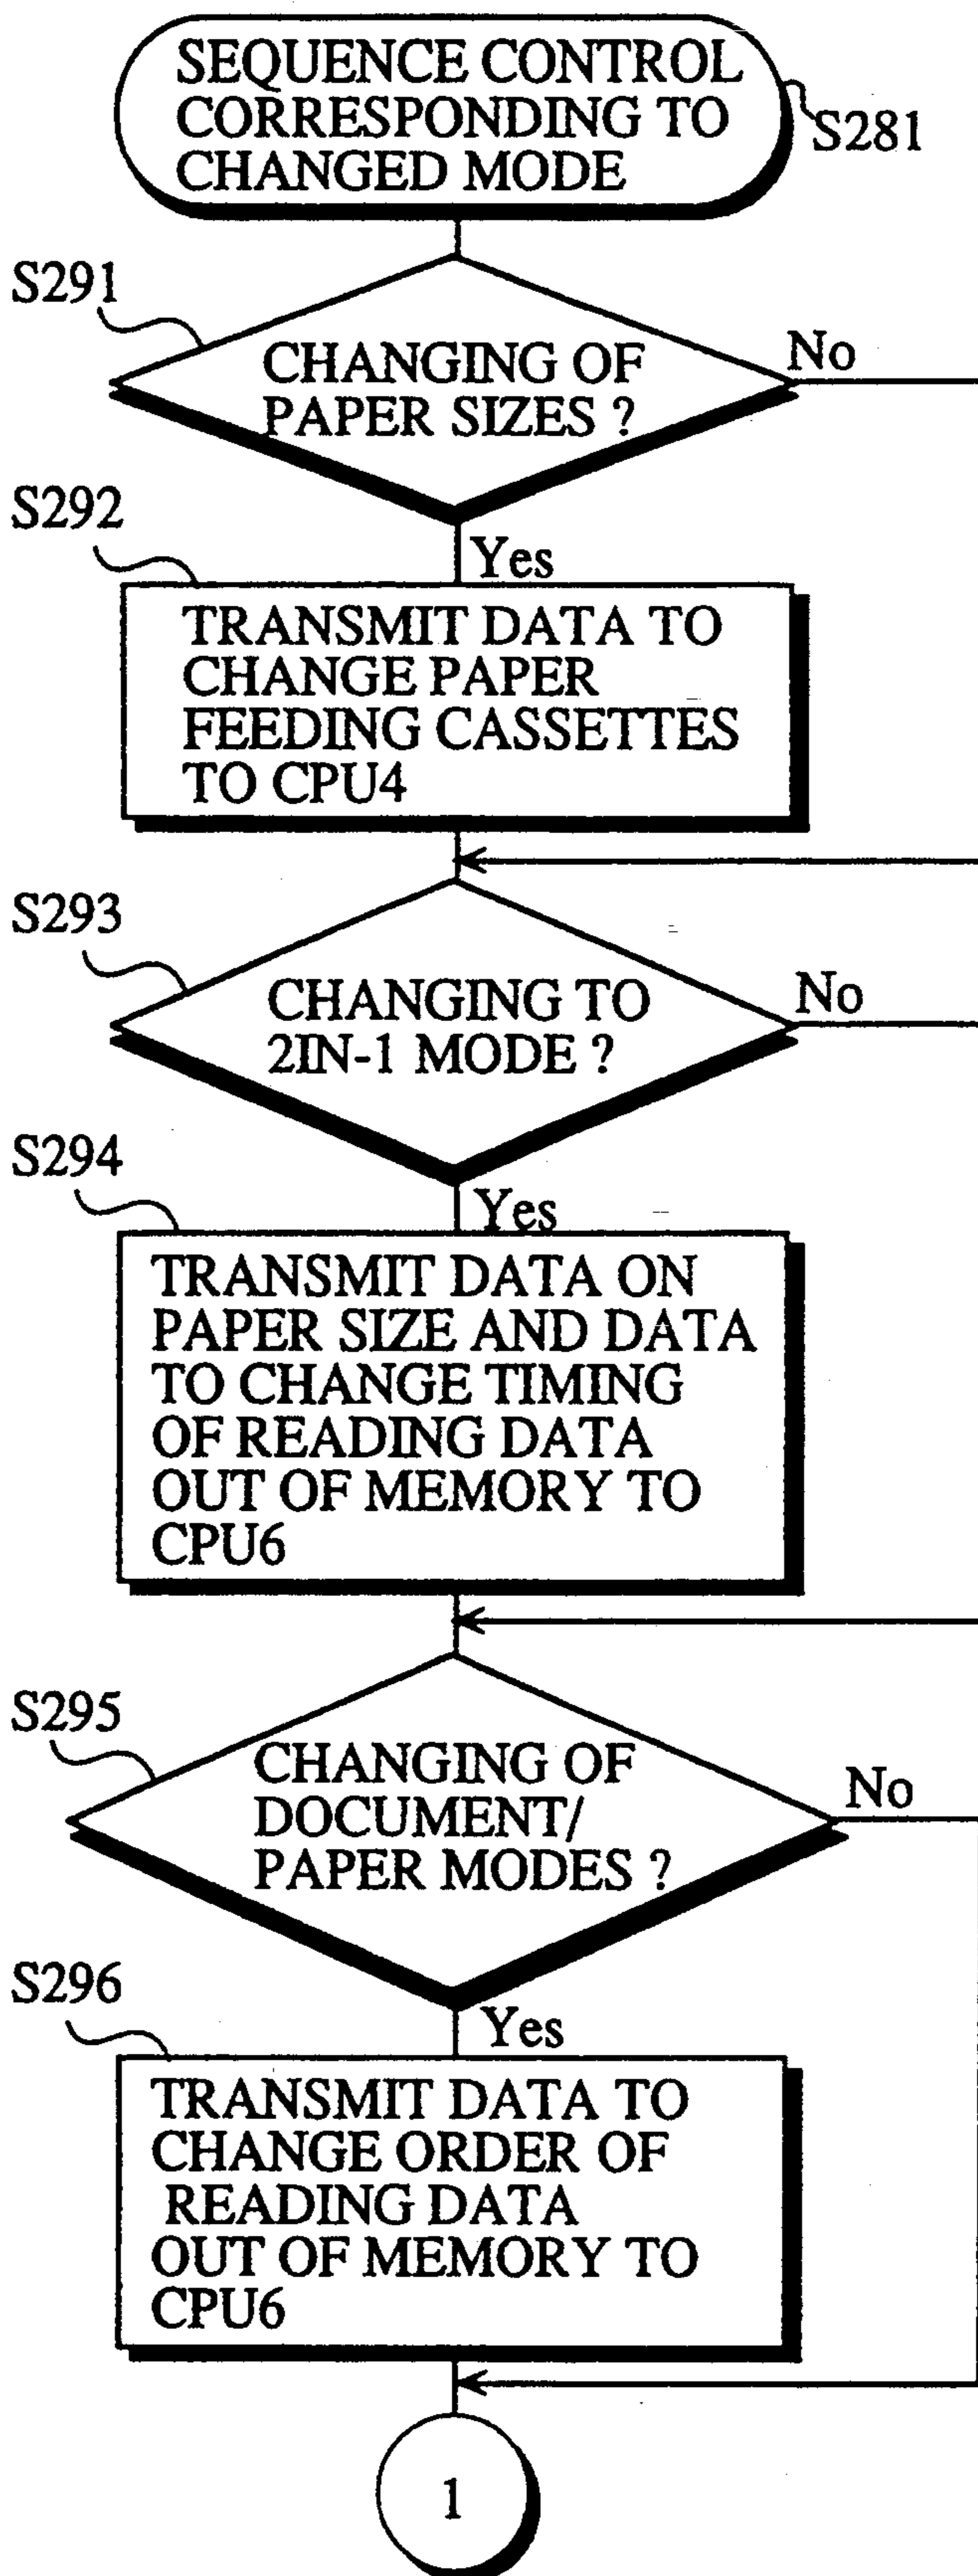 SEQUENCE CONTROL
CORRESPONDING TO
CHANGED MODE
S281
S291
CHANGING OF
PAPER SIZES ?
No
Yes
S292
TRANSMIT DATA TO
CHANGE PAPER
FEEDING CASSETTES
TO CPU4
S293
CHANGING TO
2IN-1 MODE ?
No
Yes
S294
TRANSMIT DATA ON
PAPER SIZE AND DATA
TO CHANGE TIMING
OF READING DATA
OUT OF MEMORY TO
CPU6
S295
CHANGING OF
DOCUMENT/
PAPER MODES ?
No
Yes
S296
TRANSMIT DATA TO
CHANGE ORDER OF
READING DATA
OUT OF MEMORY TO
CPU6
1